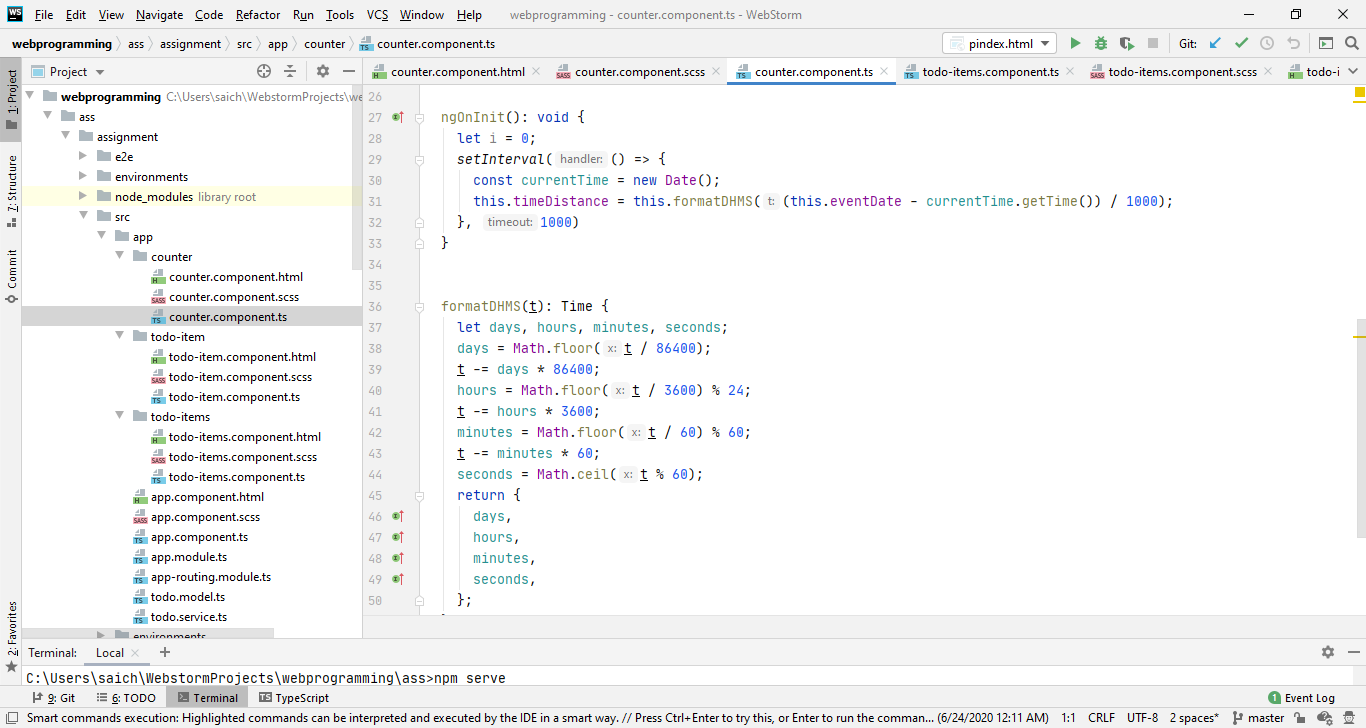 WS File Edit View Navigate Code Refactor Run Tools VCS Window Help webprogramming - counter.component.ts - WebStorm
webprogramming ass assignment src app counter counter.component.ts pindex.html Git:
Project counter.component.html counter.component.scss counter.component.ts todo-items.component.ts todo-items.component.scss todo-i
1: Project
7: Structure
Commit
2: Favorites
webprogramming C:\Users\saich\WebstormProjects\we
ass
assignment
e2e
environments
node_modules library root
src
app
counter
counter.component.html
counter.component.scss
counter.component.ts
todo-item
todo-item.component.html
todo-item.component.scss
todo-item.component.ts
todo-items
todo-items.component.html
todo-items.component.scss
todo-items.component.ts
app.component.html
app.component.scss
app.component.ts
app.module.ts
app-routing.module.ts
todo.model.ts
todo.service.ts
environments
26
27 ngOnInit(): void {
28 let i = 0;
29 setInterval( handler: () => {
30 const currentTime = new Date();
31 this.timeDistance = this.formatDHMS( t: (this.eventDate - currentTime.getTime()) / 1000);
32 }, timeout: 1000)
33 }
34
35
36 formatDHMS(t): Time {
37 let days, hours, minutes, seconds;
38 days = Math.floor( x: t / 86400);
39 t -= days * 86400;
40 hours = Math.floor( x: t / 3600) % 24;
41 t -= hours * 3600;
42 minutes = Math.floor( x: t / 60) % 60;
43 t -= minutes * 60;
44 seconds = Math.ceil( x: t % 60);
45 return {
46 days,
47 hours,
48 minutes,
49 seconds,
50 };
Terminal: Local +
C:\Users\saich\WebstormProjects\webprogramming\ass>npm serve
9: Git 6: TODO Terminal TypeScript 1 Event Log
Smart commands execution: Highlighted commands can be interpreted and executed by the IDE in a smart way. // Press Ctrl+Enter to try this, or Enter to run the comman... (6/24/2020 12:11 AM) 1:1 CRLF UTF-8 2 spaces* master